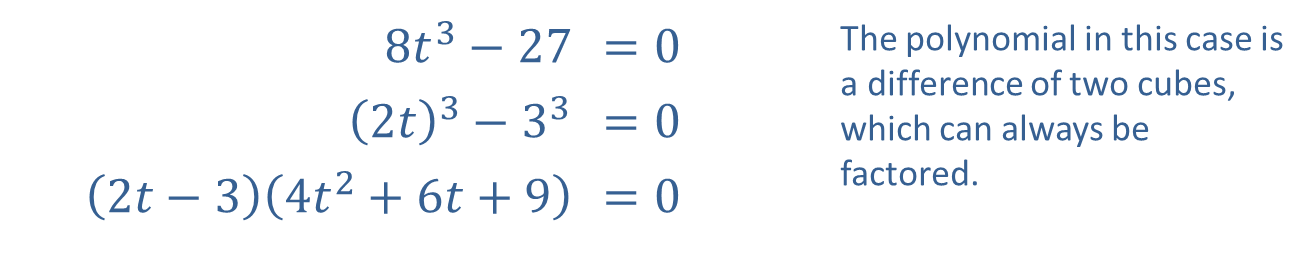 8t³ − 27 = 0
(2t)³ − 3³ = 0
(2t − 3)(4t² + 6t + 9) = 0
The polynomial in this case is
a difference of two cubes,
which can always be
factored.